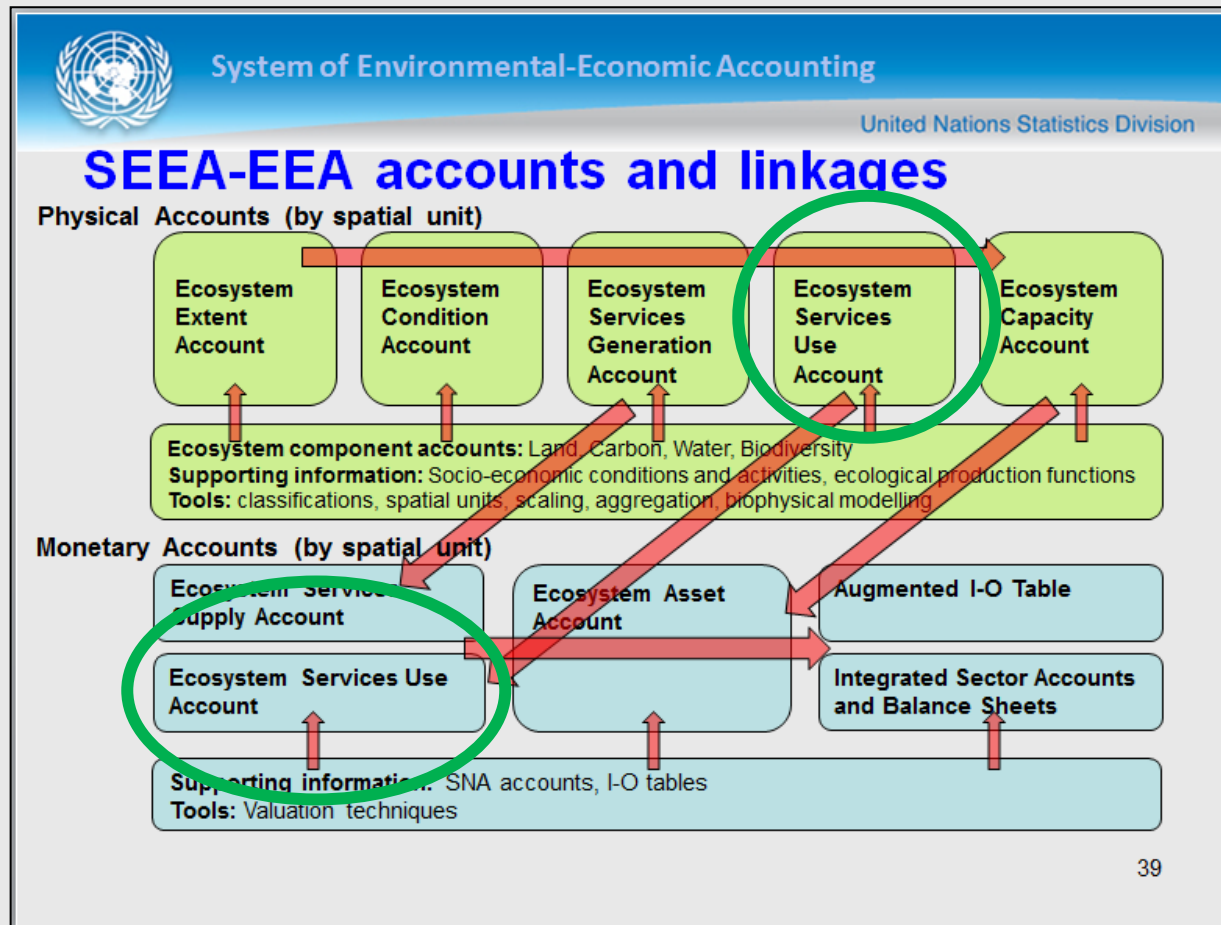 System of Environmental-Economic Accounting
United Nations Statistics Division
SEEA-EEA accounts and linkages
Physical Accounts (by spatial unit)
Ecosystem
Extent
Account
Ecosystem
Condition
Account
Ecosystem
Services
Generation
Account
Ecosystem
Services
Use
Account
Ecosystem
Capacity
Account
Ecosystem component accounts: Land, Carbon, Water, Biodiversity
Supporting information: Socio-economic conditions and activities, ecological production functions
Tools: classifications, spatial units, scaling, aggregation, biophysical modelling
Monetary Accounts (by spatial unit)
Ecosystem Services
Supply Account
Ecosystem Services Use
Account
Ecosystem Asset
Account
Augmented I-O Table
Integrated Sector Accounts
and Balance Sheets
Supporting information: SNA accounts, I-O tables
Tools: Valuation techniques
39